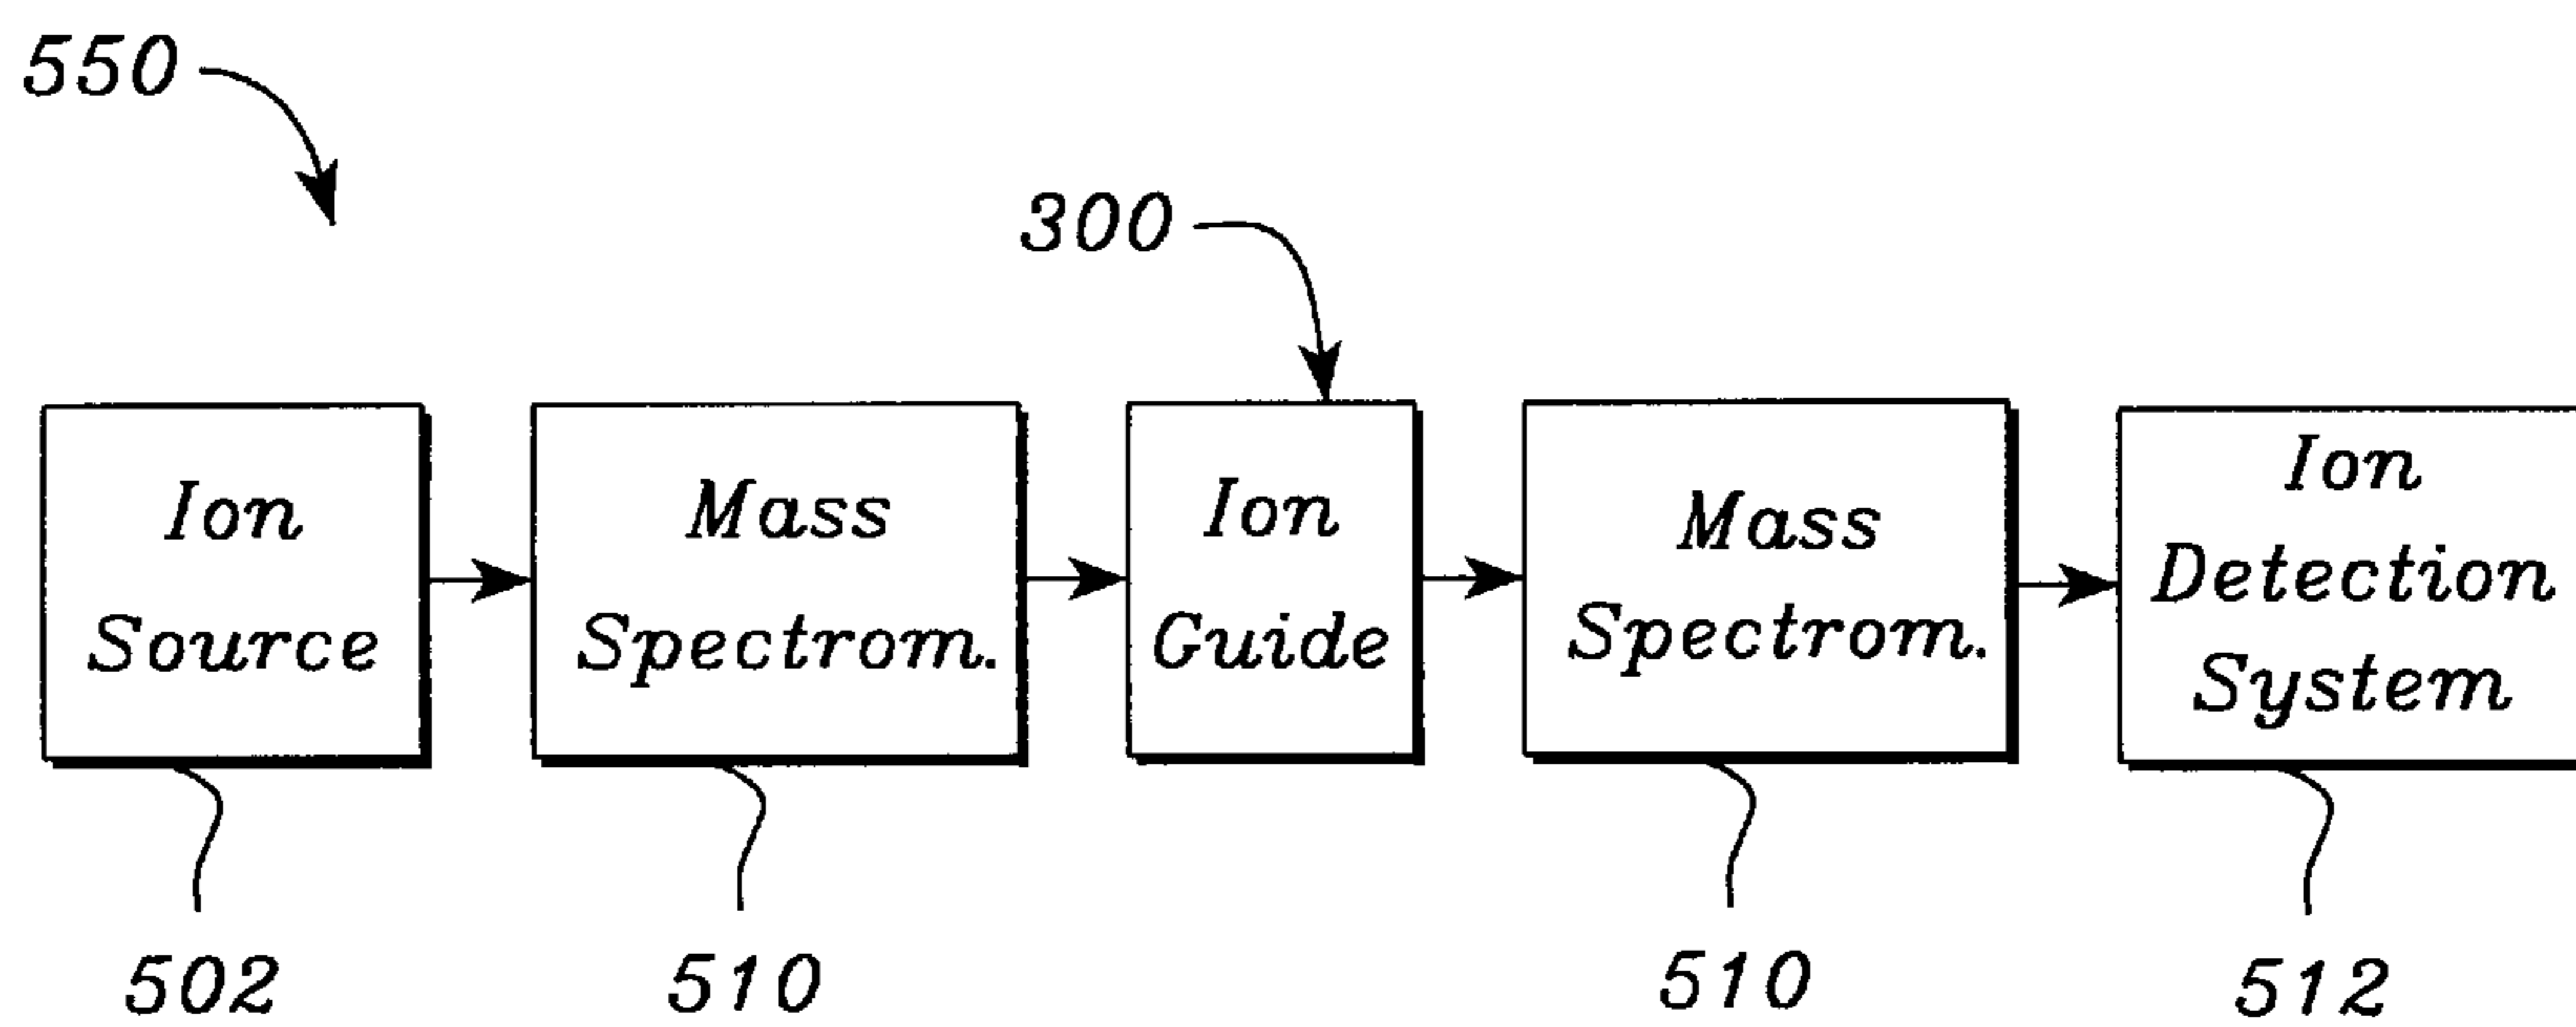 550
300
Ion
Source
Mass
Spectrom.
Ion
Guide
Mass
Spectrom.
Ion
Detection
System
502
510
510
512